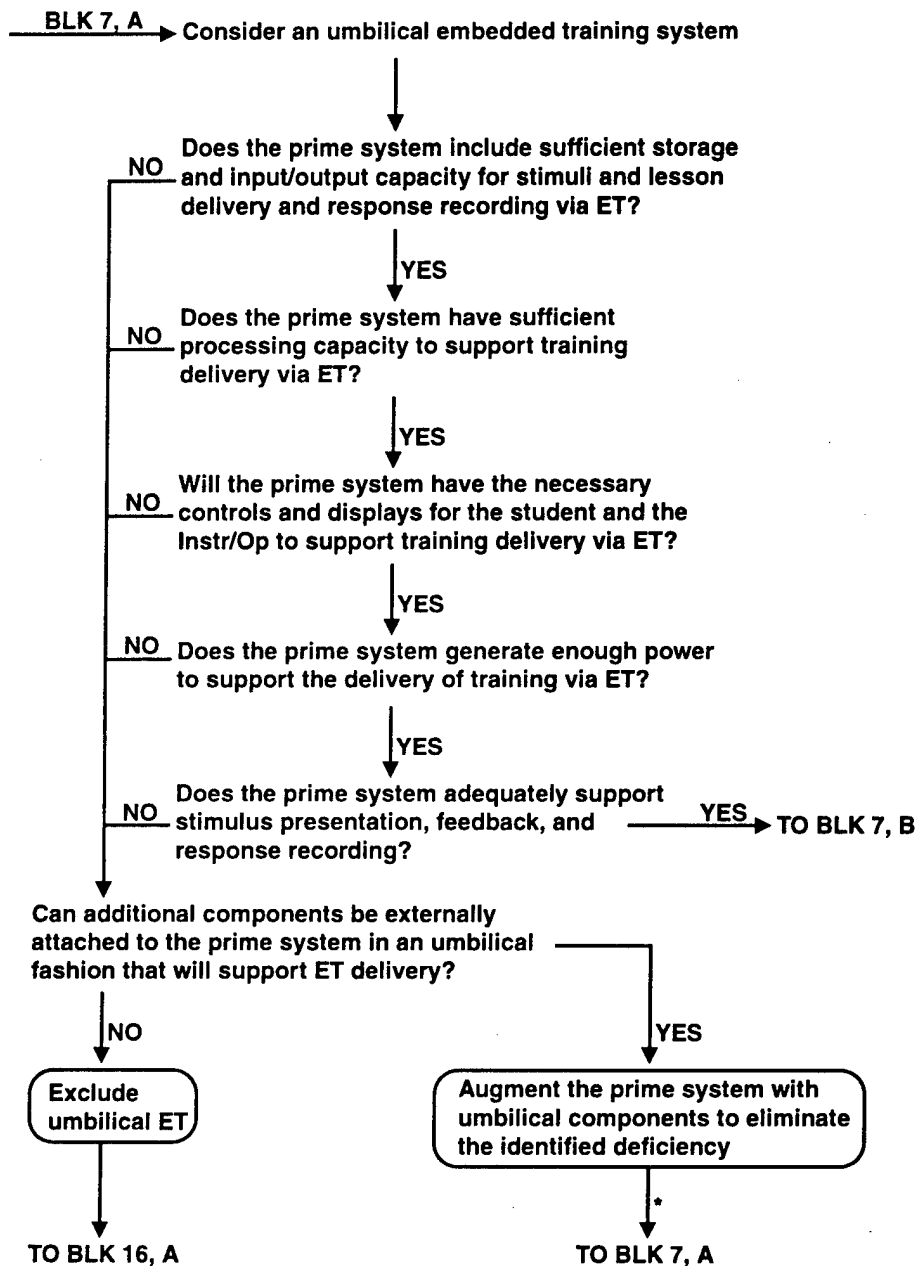 BLK 7, A
Consider an umbilical embedded training system
Does the prime system include sufficient storage
NO
and input/output capacity for stimuli and lesson
delivery and response recording via ET?
YES
Does the prime system have sufficient
NO
processing capacity to support training
delivery via ET?
YES
Will the prime system have the necessary
NO
controls and displays for the student and the
Instr/Op to support training delivery via ET?
YES
NO
Does the prime system generate enough power
to support the delivery of training via ET?
YES
Does the prime system adequately support
NO
stimulus presentation, feedback, and
response recording?
YES
TO BLK 7, B
Can additional components be externally
attached to the prime system in an umbilical
fashion that will support ET delivery?
NO
YES
Exclude
umbilical ET
Augment the prime system with
umbilical components to eliminate
the identified deficiency
*
TO BLK 16, A
TO BLK 7, A